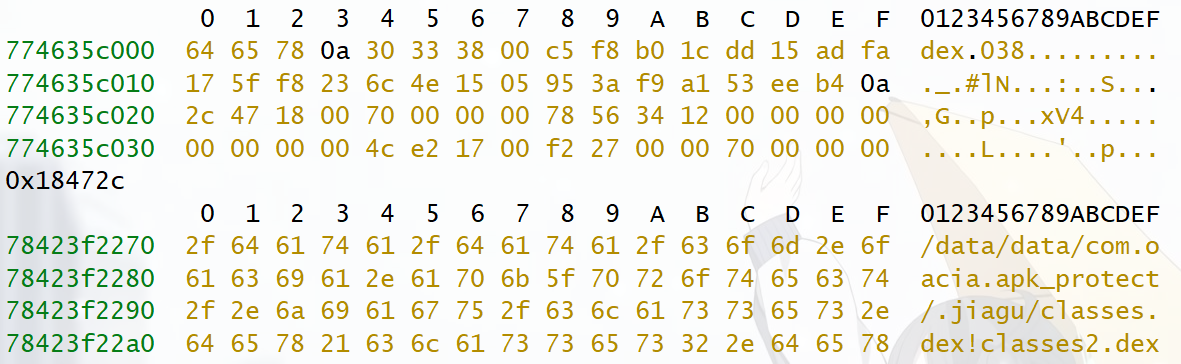 0 1 2 3 4 5 6 7 8 9 A B C D E F 0123456789ABCDEF
774635c000 64 65 78 0a 30 33 38 00 c5 f8 b0 1c dd 15 ad fa dex.038.........
774635c010 17 5f f8 23 6c 4e 15 05 95 3a f9 a1 53 ee b4 0a ._.#lN...:..S...
774635c020 2c 47 18 00 70 00 00 00 78 56 34 12 00 00 00 00 ,G..p...xV4.....
774635c030 00 00 00 00 4c e2 17 00 f2 27 00 00 70 00 00 00 ....L....'..p...
0x18472c
0 1 2 3 4 5 6 7 8 9 A B C D E F 0123456789ABCDEF
78423f2270 2f 64 61 74 61 2f 64 61 74 61 2f 63 6f 6d 2e 6f /data/data/com.o
78423f2280 61 63 69 61 2e 61 70 6b 5f 70 72 6f 74 65 63 74 acia.apk_protect
78423f2290 2f 2e 6a 69 61 67 75 2f 63 6c 61 73 73 65 73 2e /.jiagu/classes.
78423f22a0 64 65 78 21 63 6c 61 73 73 65 73 32 2e 64 65 78 dex!classes2.dex